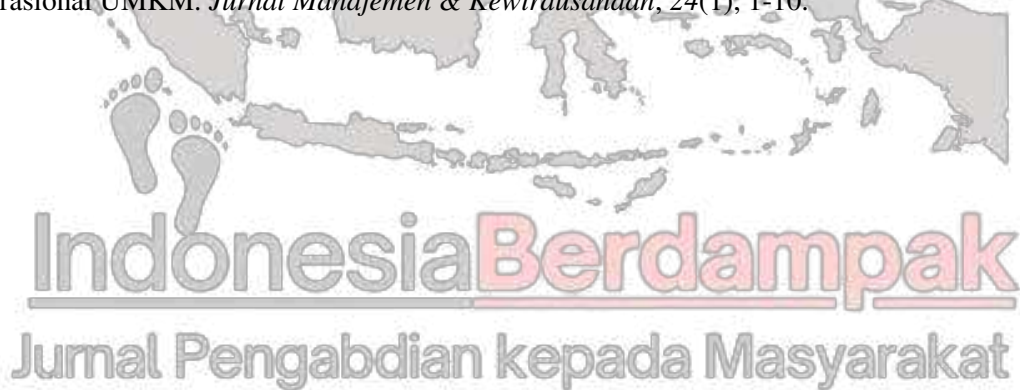 rasional UMKM. Jurnal Manajemen & Kewirausahaan, 24(1), 1-10.
IndonesiaBerdampak
Jurnal Pengabdian kepada Masyarakat